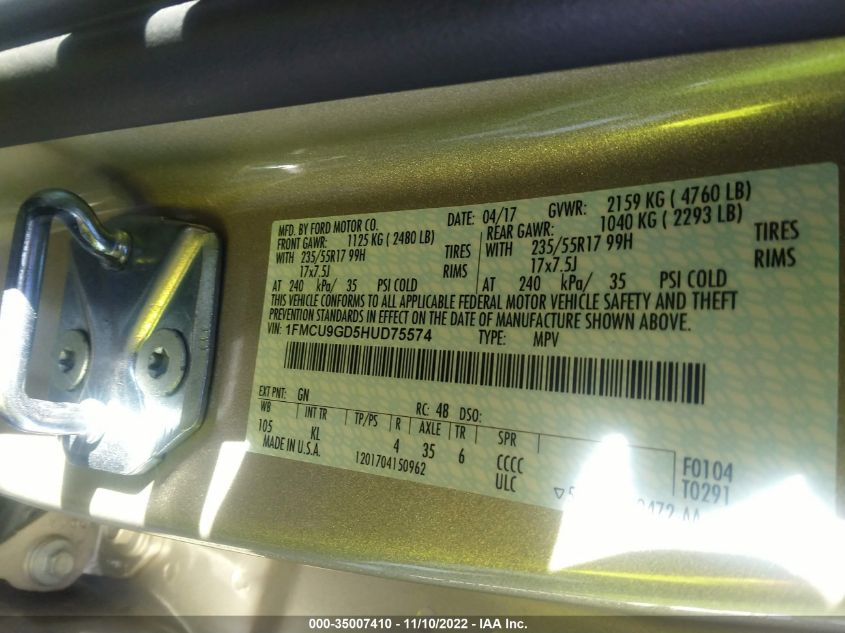 MFD. BY FORD MOTOR CO. DATE: 04/17 GVWR: 2159 KG ( 4760 LB)
FRONT GAWR: 1125 KG ( 2480 LB) REAR GAWR: 1040 KG ( 2293 LB)
WITH 235/55R17 99H TIRES WITH 235/55R17 99H TIRES
17x7.5J RIMS 17x7.5J RIMS
AT 240 kPa/ 35 PSI COLD AT 240 kPa/ 35 PSI COLD
THIS VEHICLE CONFORMS TO ALL APPLICABLE FEDERAL MOTOR VEHICLE SAFETY AND THEFT
PREVENTION STANDARDS IN EFFECT ON THE DATE OF MANUFACTURE SHOWN ABOVE.
VIN: 1FMCU9GD5HUD75574 TYPE: MPV
EXT PNT: GN RC: 48 DSO:
WB INT TR TP/PS R AXLE TR SPR
105 KL 4 35 6 CCCC F0104
MADE IN U.S.A. 1201704150962 ULC T0291
000-35007410 - 11/10/2022 - IAA Inc.